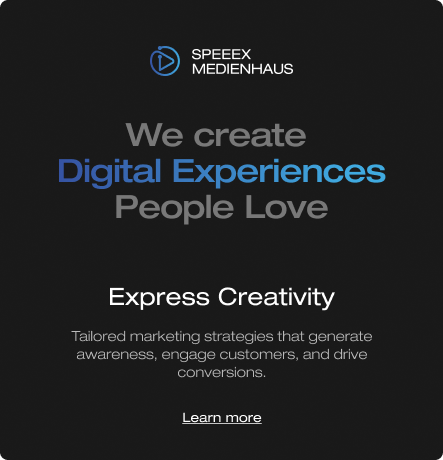 SPEEEX
MEDIENHAUS
We create
Digital Experiences
People Love
Express Creativity
Tailored marketing strategies that generate
awareness, engage customers, and drive
conversions.
Learn more